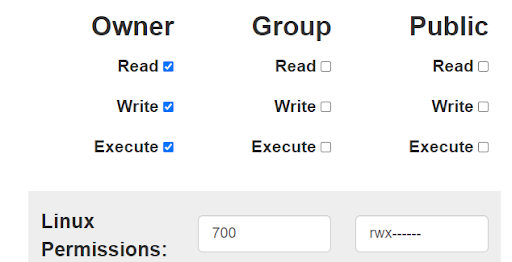 Owner Group Public
Read Read Read
Write Write Write
Execute Execute Execute
Linux
Permissions:
700
rwx------